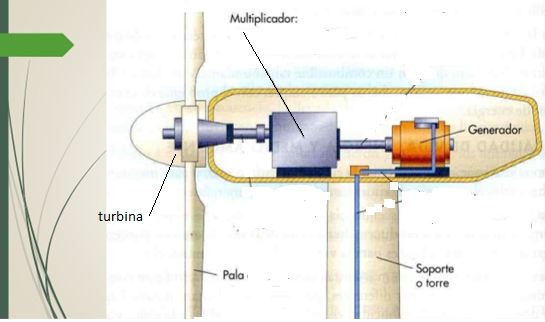 Multiplicador:
Generador
turbina
Pala
Soporte
o torre